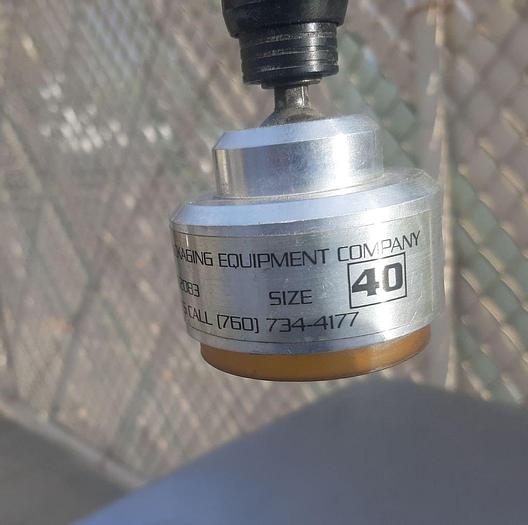 EQUIPMENT COMPANY
SIZE 40
CALL (760) 734-4177